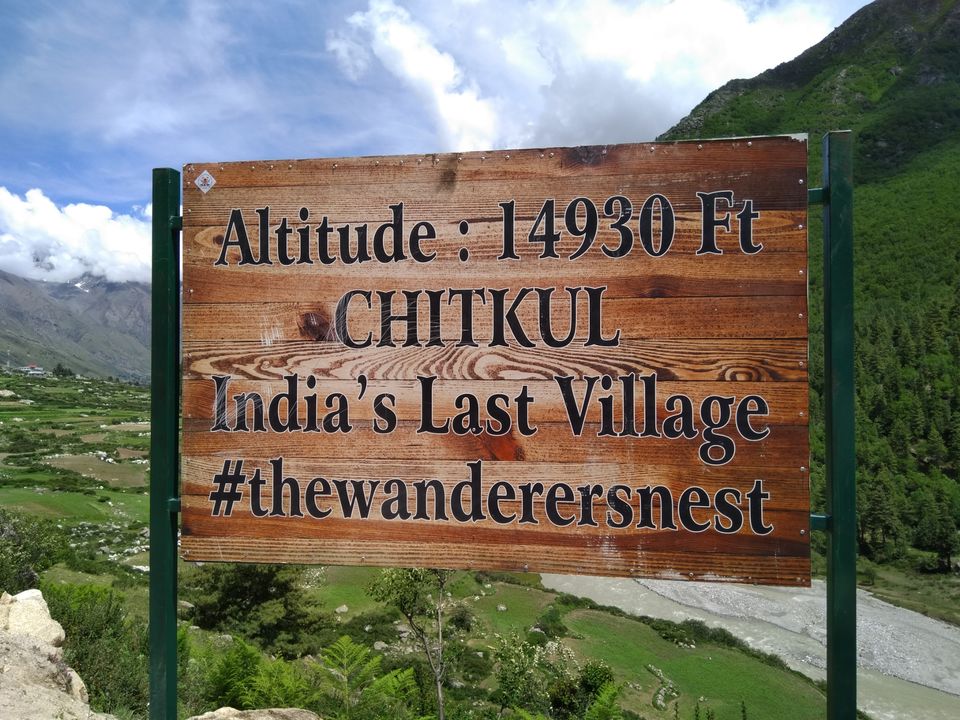 Altitude : 14930 Ft
CHITKUL
India's Last Village
#thewanderersnest